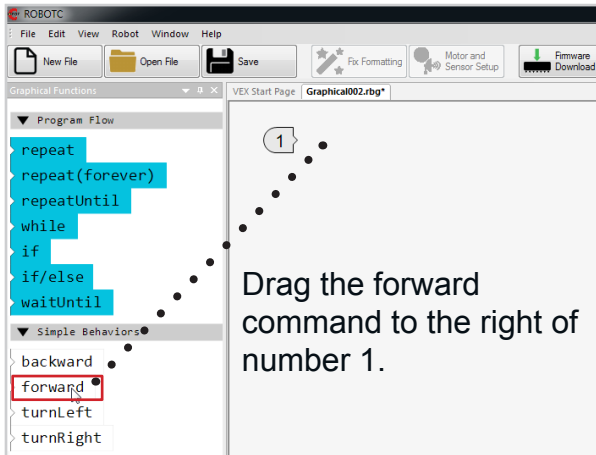 ROBOTC
File Edit View Robot Window Help
New File Open File Save Fix Formatting Motor and Sensor Setup Firmware Download
Graphical Functions
VEX Start Page Graphical002.rbg*
Program Flow
1
repeat
repeat(forever)
repeatUntil
while
if
if/else
waitUntil
Drag the forward
command to the right of
number 1.
Simple Behaviors
backward
forward
turnLeft
turnRight